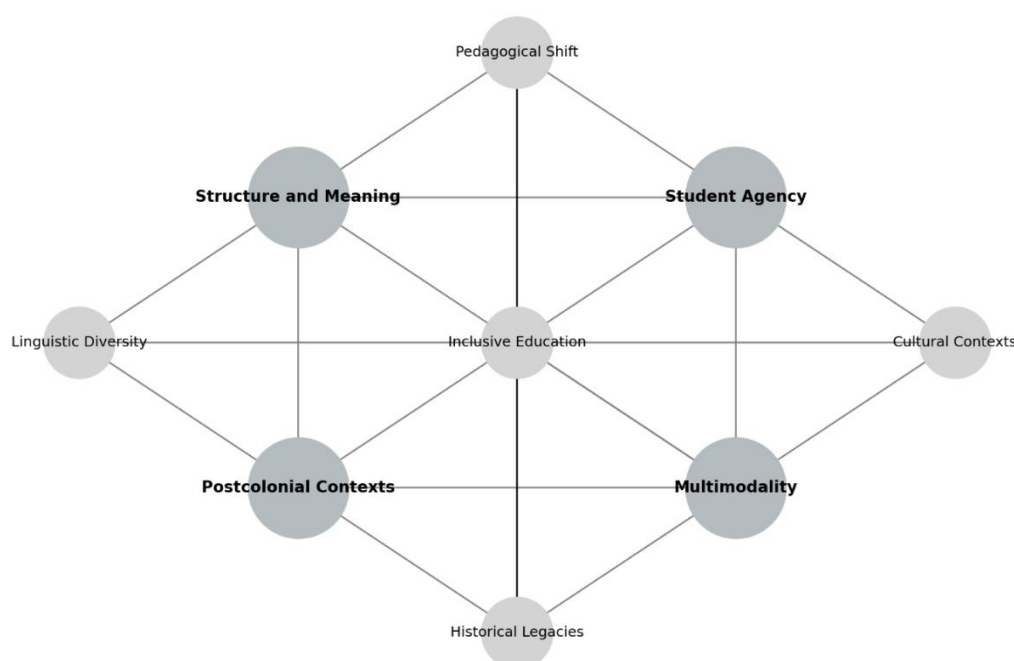 Pedagogical Shift
Structure and Meaning
Student Agency
Linguistic Diversity
Inclusive Education
Cultural Contexts
Postcolonial Contexts
Multimodality
Historical Legacies